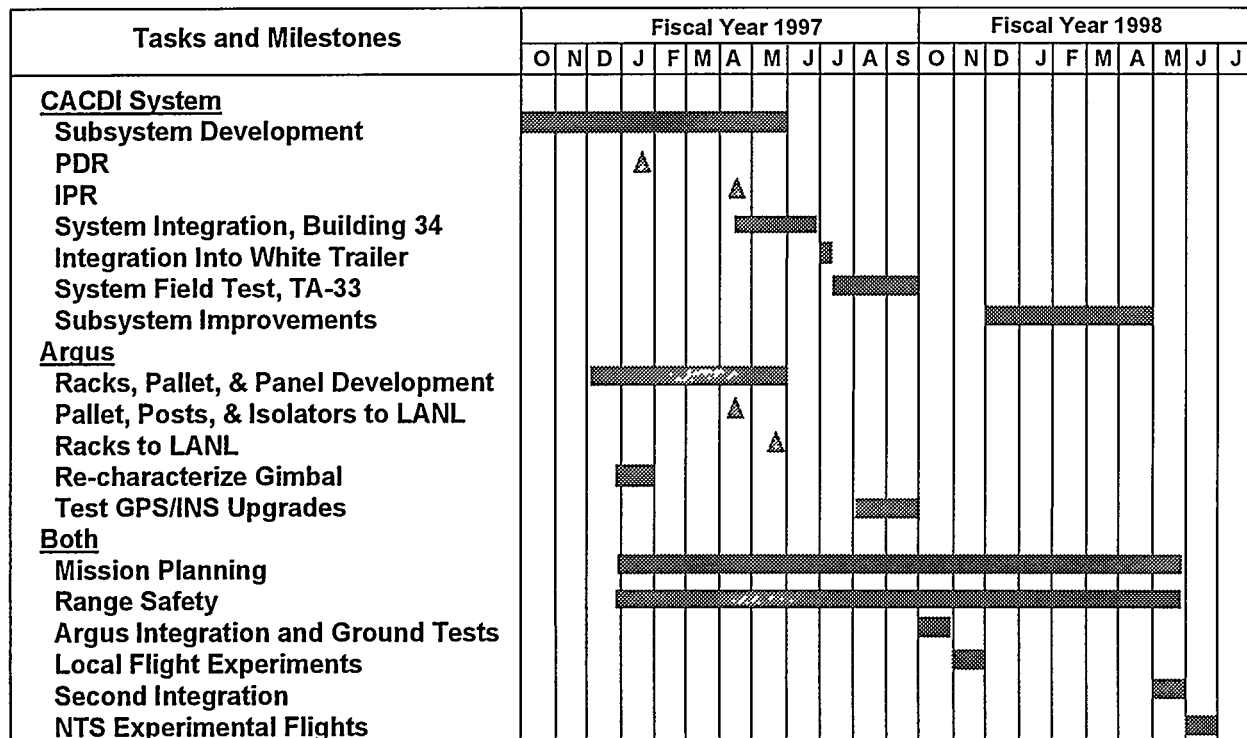 Tasks and Milestones
Fiscal Year 1997
Fiscal Year 1998
O N D J F M A M J J A S O N D J F M A M J J
CACDI System
Subsystem Development
PDR
IPR
System Integration, Building 34
Integration Into White Trailer
System Field Test, TA-33
Subsystem Improvements
Argus
Racks, Pallet, & Panel Development
Pallet, Posts, & Isolators to LANL
Racks to LANL
Re-characterize Gimbal
Test GPS/INS Upgrades
Both
Mission Planning
Range Safety
Argus Integration and Ground Tests
Local Flight Experiments
Second Integration
NTS Experimental Flights